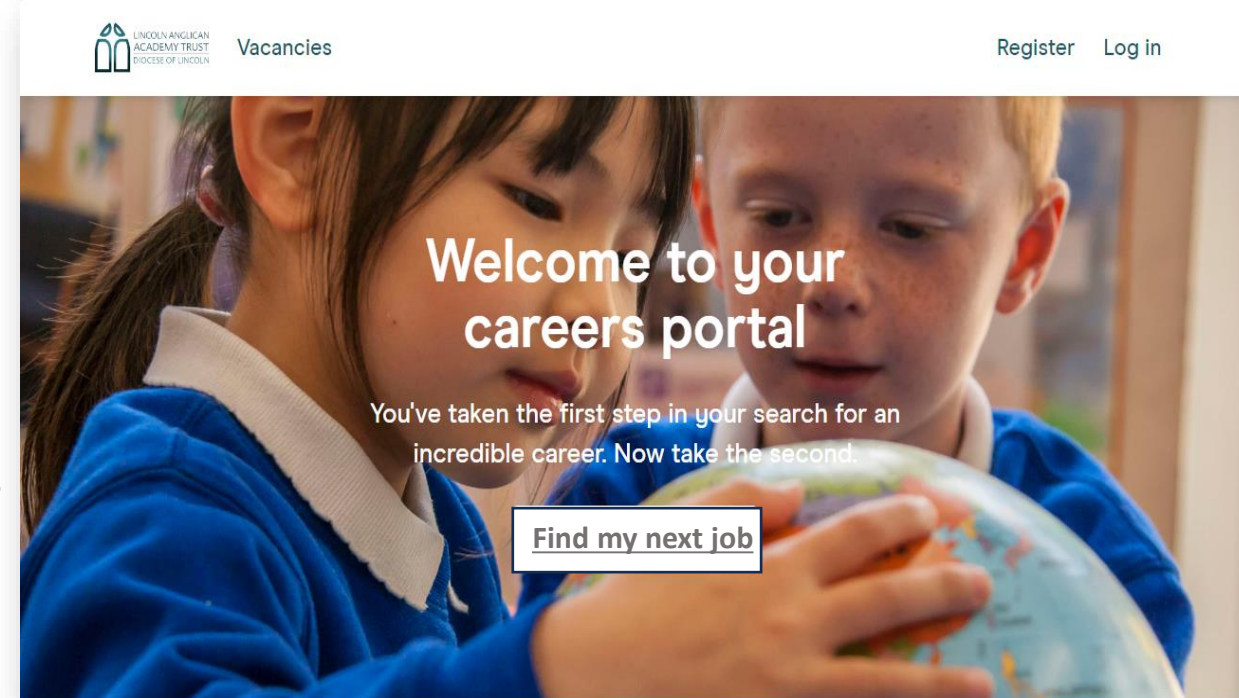 LINCOLN ANGLICAN
ACADEMY TRUST
DIOCESE OF LINCOLN
Vacancies
Register
Log in
Welcome to your
careers portal
You've taken the first step in your search for an
incredible career. Now take the second.
Find my next job